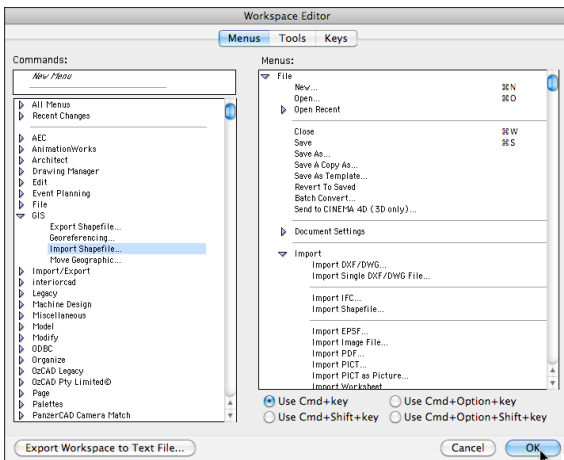 Workspace Editor
Menus Tools Keys
Commands:
New Menu
All Menus
Recent Changes
AEC
AnimationWorks
Architect
Drawing Manager
Edit
Event Planning
File
GIS
Export Shapefile...
Georeferencing...
Import Shapefile...
Move Geographic...
Import/Export
interiorcad
Legacy
Machine Design
Miscellaneous
Model
Modify
ODBC
Organize
OzCAD Legacy
OzCAD Pty Limited©
Page
Palettes
PanzerCAD Camera Match
Menus:
File
New... ⌘N
Open... ⌘O
Open Recent
Close ⌘W
Save ⌘S
Save As...
Save A Copy As...
Save As Template...
Revert To Saved
Batch Convert...
Send to CINEMA 4D (3D only)...
Document Settings
Import
Import DXF/DWG...
Import Single DXF/DWG File...
Import IFC...
Import Shapefile...
Import EPSF...
Import Image File...
Import PDF...
Import PICT...
Import PICT as Picture...
Import Worksheet
Use Cmd+key Use Cmd+Option+key
Use Cmd+Shift+key Use Cmd+Option+Shift+key
Export Workspace to Text File... Cancel OK